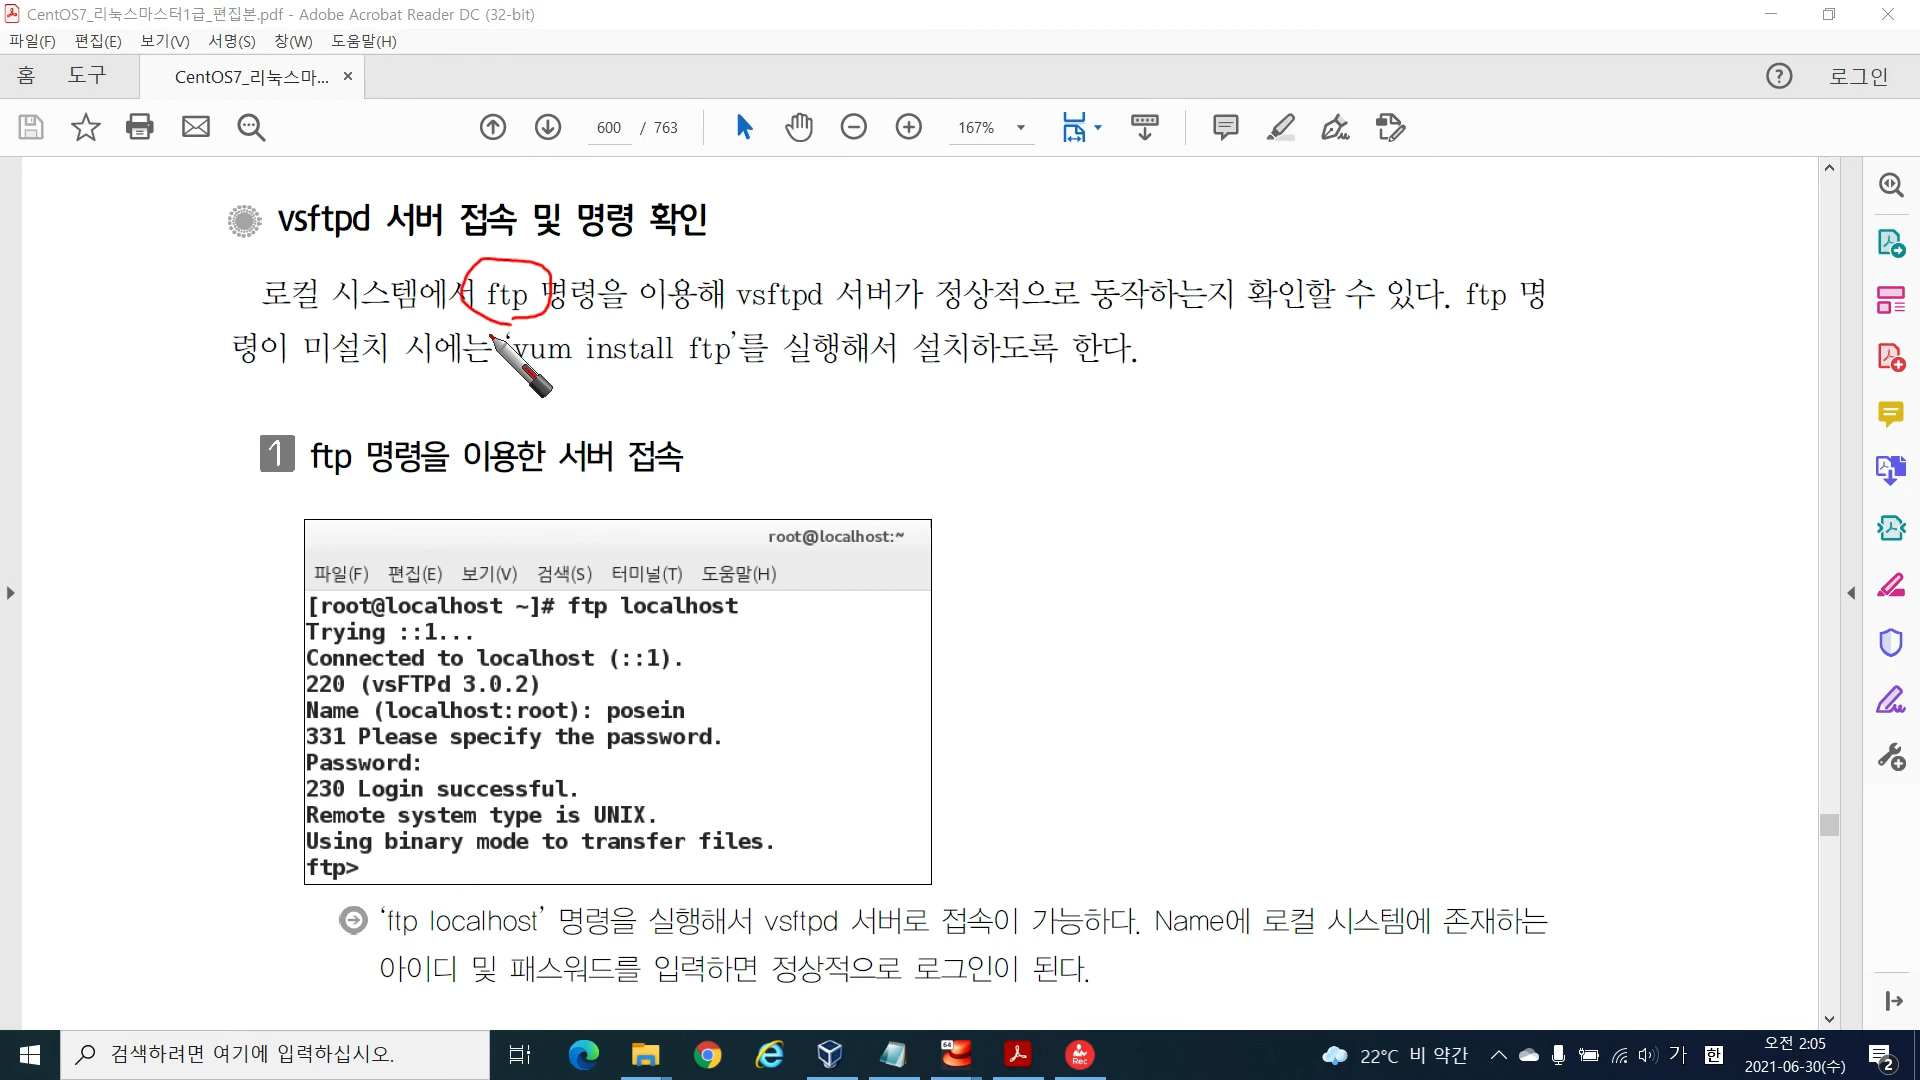 CentOS7_리눅스마스터1급_편집본.pdf - Adobe Acrobat Reader DC (32-bit)
파일(F) 편집(E) 보기(V) 서명(S) 창(W) 도움말(H)
홈 도구 CentOS7_리눅스마... × 로그인
600 / 763 167%
vsftpd 서버 접속 및 명령 확인
로컬 시스템에서 ftp 명령을 이용해 vsftpd 서버가 정상적으로 동작하는지 확인할 수 있다. ftp 명
령이 미설치 시에는 ‘yum install ftp’를 실행해서 설치하도록 한다.
1 ftp 명령을 이용한 서버 접속
root@localhost:~
파일(F) 편집(E) 보기(V) 검색(S) 터미널(T) 도움말(H)
[root@localhost ~]# ftp localhost
Trying ::1...
Connected to localhost (::1).
220 (vsFTPd 3.0.2)
Name (localhost:root): posein
331 Please specify the password.
Password:
230 Login successful.
Remote system type is UNIX.
Using binary mode to transfer files.
ftp>
‘ftp localhost’ 명령을 실행해서 vsftpd 서버로 접속이 가능하다. Name에 로컬 시스템에 존재하는
아이디 및 패스워드를 입력하면 정상적으로 로그인이 된다.
검색하려면 여기에 입력하십시오.
64
Rec
22°C 비 약간
가 한
오전 2:05
2021-06-30(수)
2